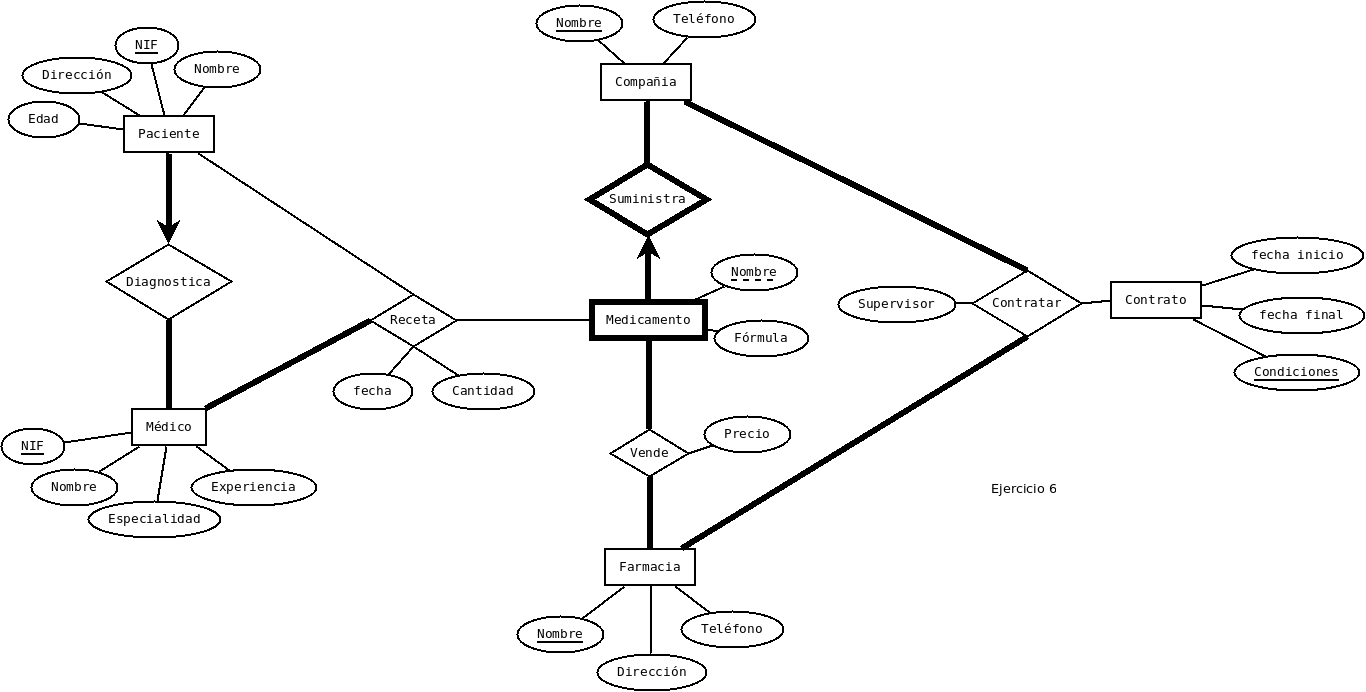 Nombre
Teléfono
NIF
Nombre
Dirección
Compañia
Edad
Paciente
Suministra
fecha inicio
Nombre
Diagnostica
Supervisor
Contratar
Contrato
Receta
Medicamento
fecha final
Fórmula
Condiciones
fecha
Cantidad
Médico
Precio
NIF
Vende
Nombre
Experiencia
Ejercicio 6
Especialidad
Farmacia
Nombre
Teléfono
Dirección